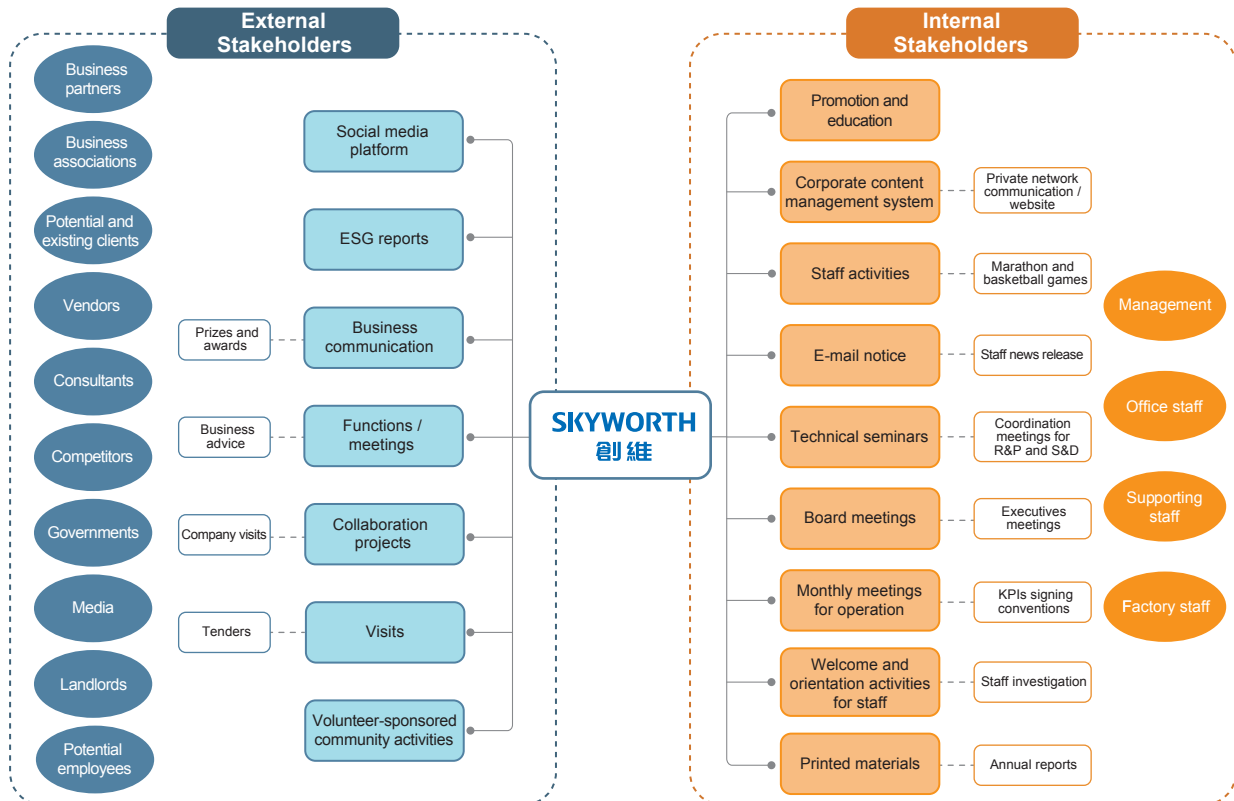 External
Stakeholders
Business
partners
Business
associations
Potential and
existing clients
Vendors
Consultants
Competitors
Governments
Media
Landlords
Potential
employees
Social media
platform
ESG reports
Prizes and
awards
Business
communication
Business
advice
Functions /
meetings
Company visits
Collaboration
projects
Tenders
Visits
Volunteer-sponsored
community activities
SKYWORTH
創維
Internal
Stakeholders
Promotion and
education
Corporate content
management system
Private network
communication /
website
Staff activities
Marathon and
basketball games
E-mail notice
Staff news release
Technical seminars
Coordination
meetings for
R&P and S&D
Board meetings
Executives
meetings
Monthly meetings
for operation
KPIs signing
conventions
Welcome and
orientation activities
for staff
Staff investigation
Printed materials
Annual reports
Management
Office staff
Supporting
staff
Factory staff